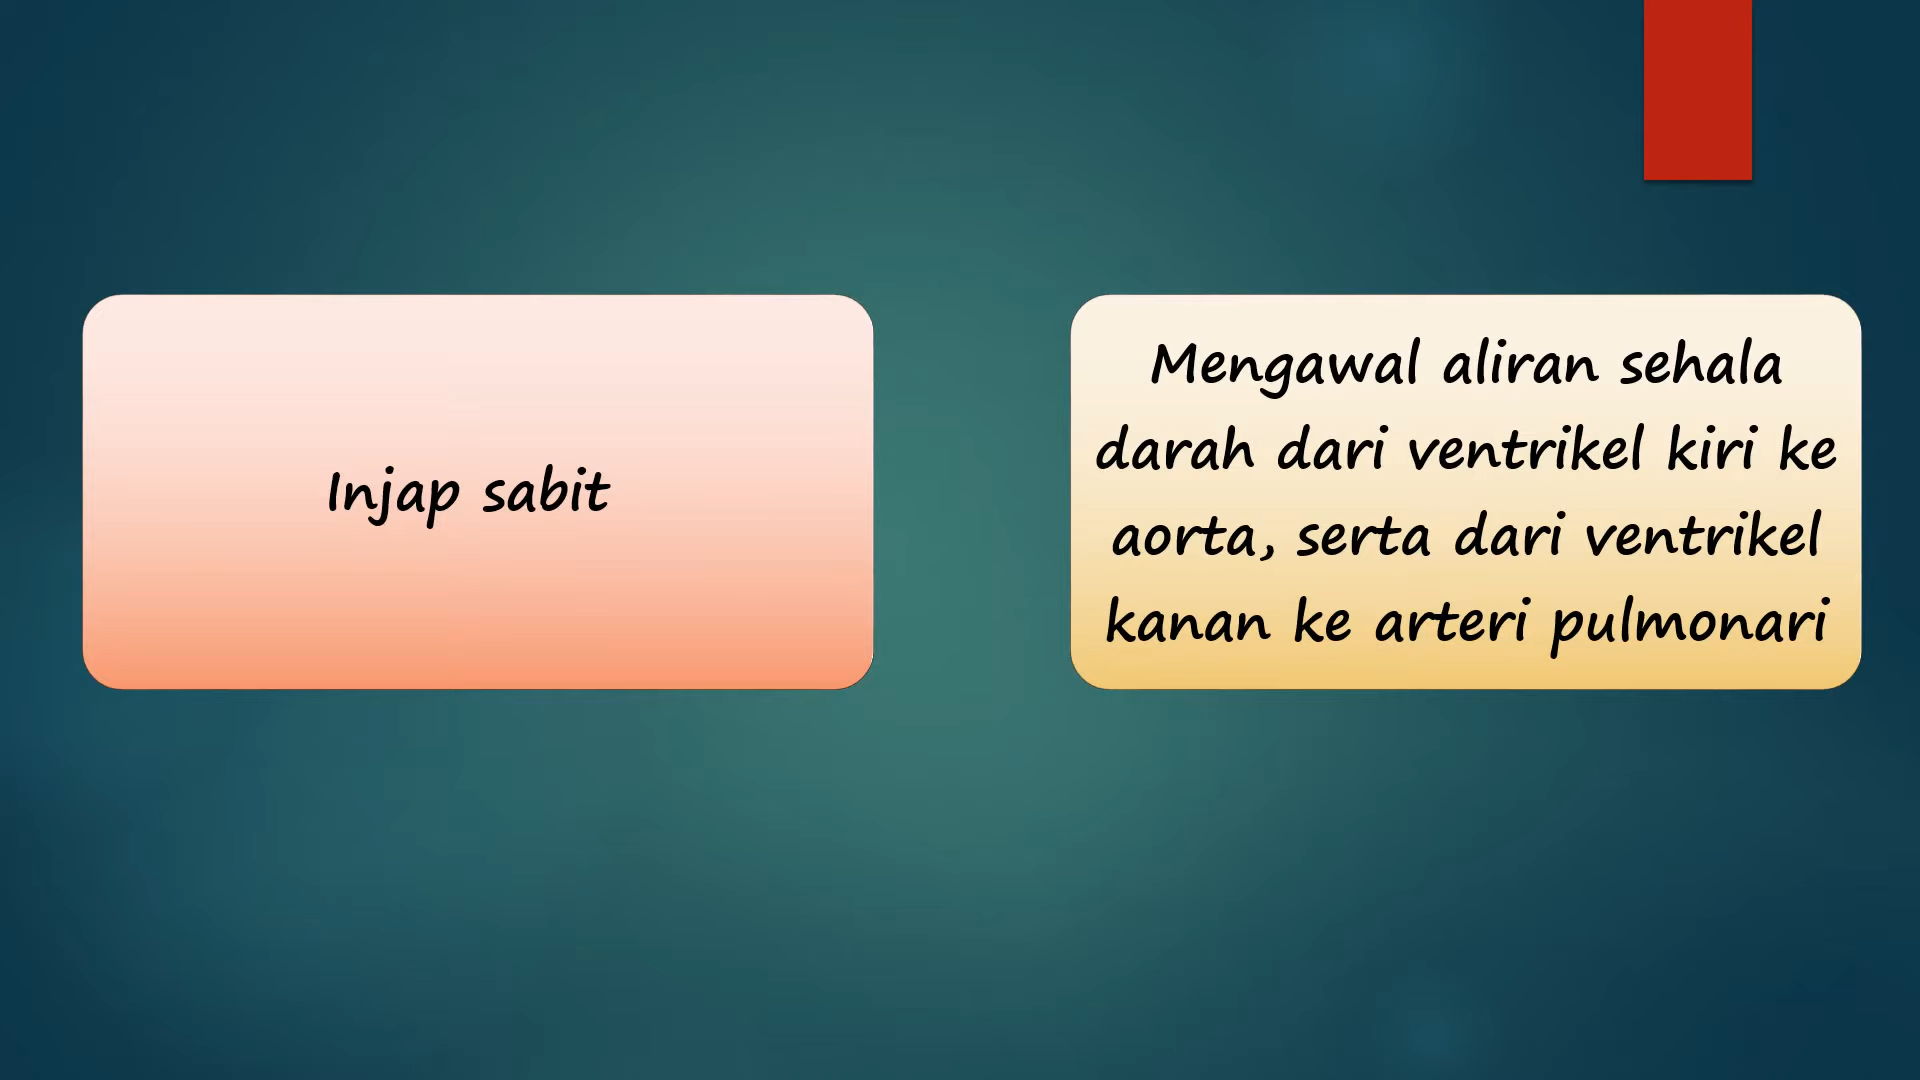 Injap sabit
Mengawal aliran sehala
darah dari ventrikel kiri ke
aorta, serta dari ventrikel
kanan ke arteri pulmonari